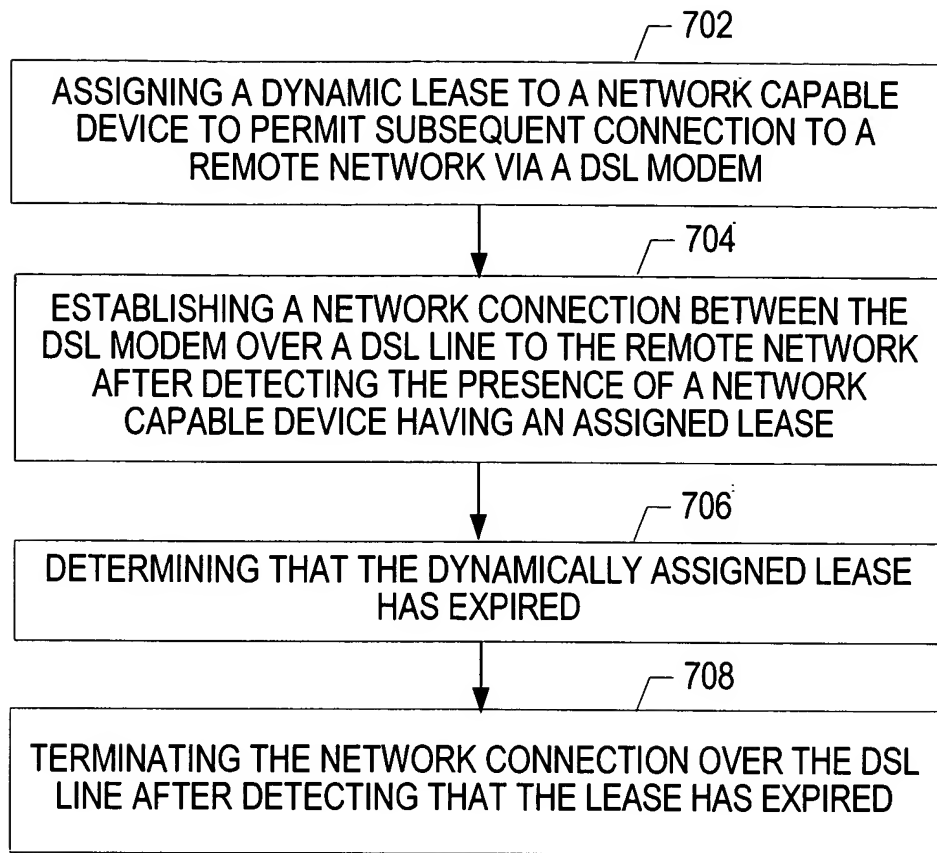 702
ASSIGNING A DYNAMIC LEASE TO A NETWORK CAPABLE
DEVICE TO PERMIT SUBSEQUENT CONNECTION TO A
REMOTE NETWORK VIA A DSL MODEM
704
ESTABLISHING A NETWORK CONNECTION BETWEEN THE
DSL MODEM OVER A DSL LINE TO THE REMOTE NETWORK
AFTER DETECTING THE PRESENCE OF A NETWORK
CAPABLE DEVICE HAVING AN ASSIGNED LEASE
706
DETERMINING THAT THE DYNAMICALLY ASSIGNED LEASE
HAS EXPIRED
708
TERMINATING THE NETWORK CONNECTION OVER THE DSL
LINE AFTER DETECTING THAT THE LEASE HAS EXPIRED